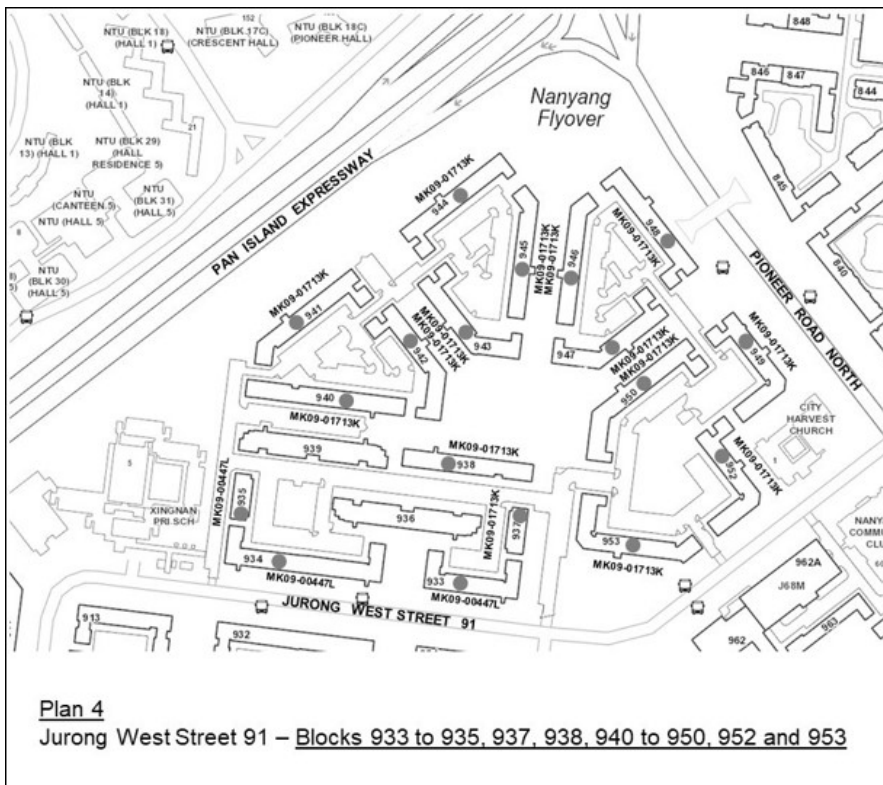 152
NTU (BLK 18)
(HALL 1)
NTU (BLK 17C)
(CRESCENT HALL)
NTU (BLK 18C)
(PIONEER HALL)
848
846
847
844
845
840
Nanyang
Flyover
NTU (BLK
14)
(HALL 1)
21
NTU (BLK
13) (HALL 1)
NTU (BLK 29)
(HALL
RESIDENCE 5)
NTU
(CANTEEN 5)
NTU (HALL 5)
NTU
(BLK 31)
(HALL 5)
8
NTU
(BLK 30)
(HALL 5)
PAN ISLAND EXPRESSWAY
MK09-01713K
944
945
MK09-01713K
MK09-01713K
946
948
MK09-01713K
PIONEER ROAD NORTH
MK09-01713K
941
942
MK09-01713K
MK09-01713K
943
947
MK09-01713K
MK09-01713K
950
949
MK09-01713K
940
MK09-01713K
939
MK09-01713K
938
CITY
HARVEST
CHURCH
1
952
MK09-01713K
5
XINGNAN
PRI SCH
MK09-00447L
935
936
MK09-01713K
937
953
MK09-01713K
934
MK09-00447L
933
MK09-00447L
JURONG WEST STREET 91
913
932
962A
J68M
962
963
Plan 4
Jurong West Street 91 – Blocks 933 to 935, 937, 938, 940 to 950, 952 and 953